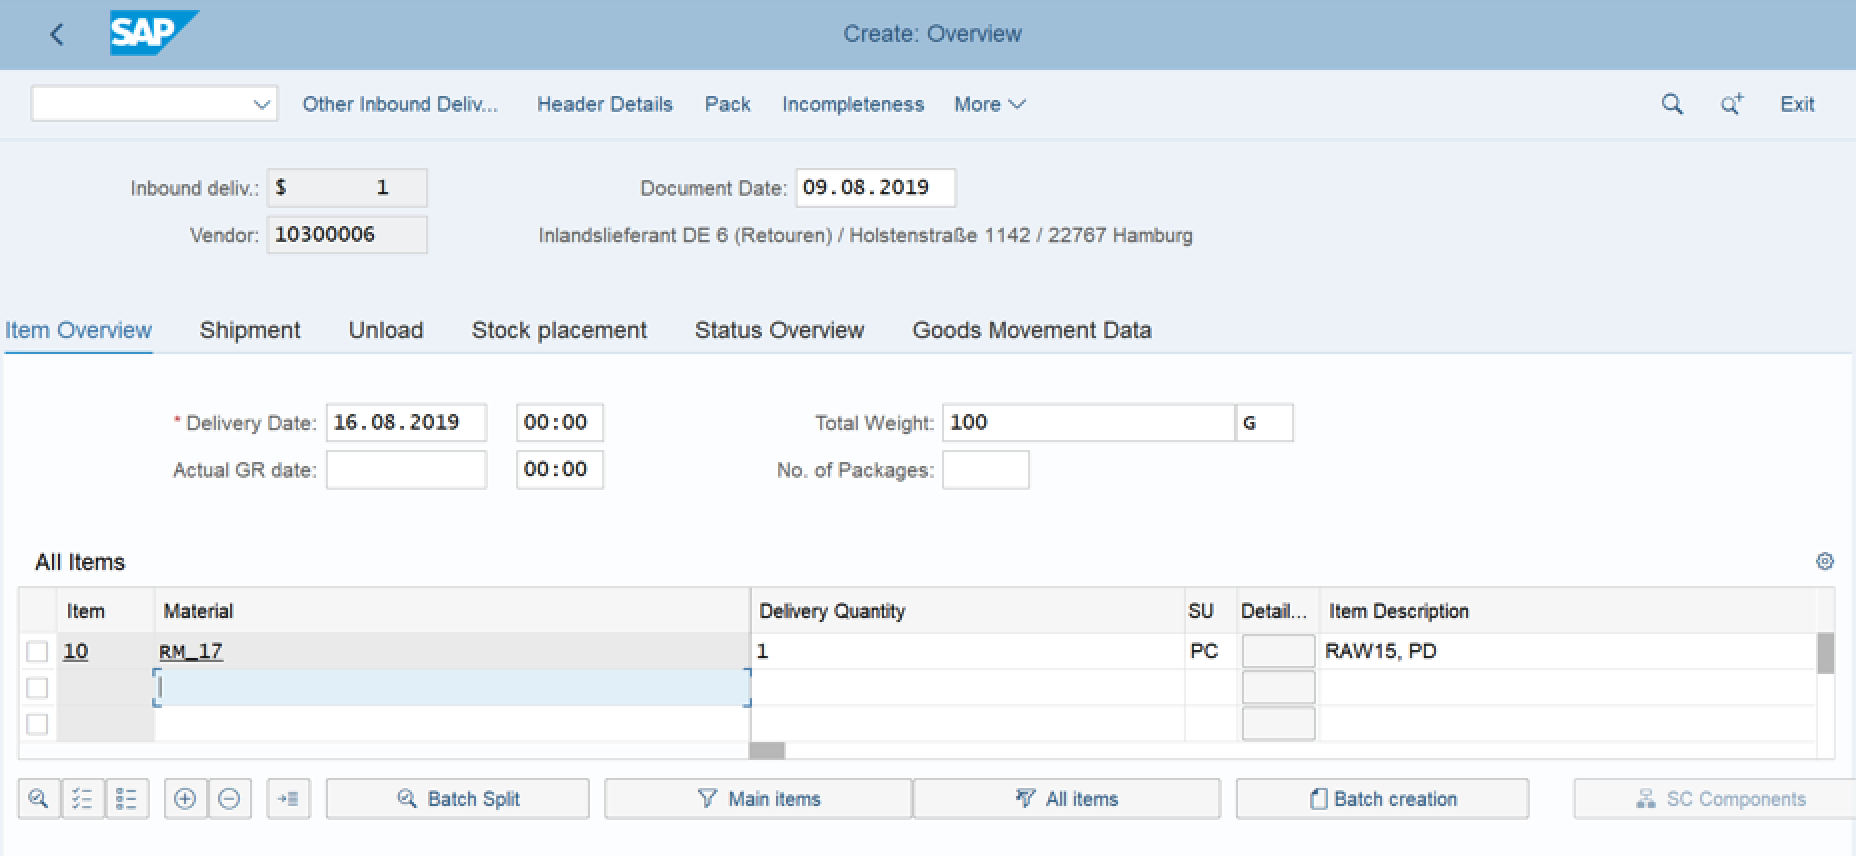 SAP Create: Overview
Other Inbound Deliv... Header Details Pack Incompleteness More Exit
Inbound deliv.: $ 1 Document Date: 09.08.2019
Vendor: 10300006 Inlandslieferant DE 6 (Retouren) / Holstenstraße 1142 / 22767 Hamburg
Item Overview Shipment Unload Stock placement Status Overview Goods Movement Data
* Delivery Date: 16.08.2019 00:00 Total Weight: 100 G
Actual GR date: 00:00 No. of Packages:
All Items
Item Material Delivery Quantity SU Detail... Item Description
10 RM_17 1 PC RAW15, PD
Batch Split Main items All items Batch creation SC Components